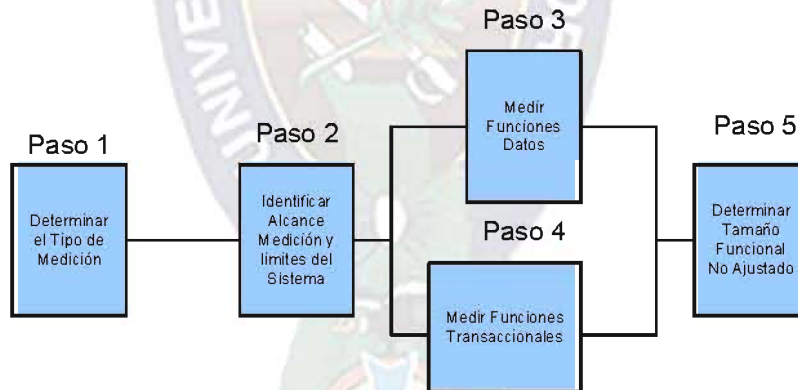 Paso 1
Determinar
el Tipo de
Medición
Paso 2
Identificar
Alcance
Medición y
limites del
Sistema
Paso 3
Medir
Funciones
Datos
Paso 4
Medir Funciones
Transaccionales
Paso 5
Determinar
Tamaño
Funcional
No Ajustado
UNIVE